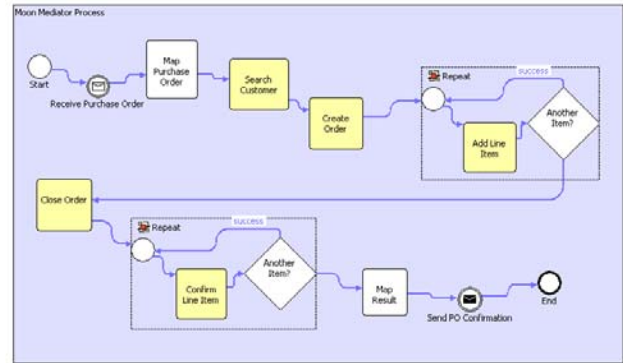 Moon Mediator Process
Start
Receive Purchase Order
Map
Purchase
Order
Search
Customer
Create
Order
Repeat
success
Add Line
Item
Another
Item?
Close Order
Repeat
success
Confirm
Line Item
Another
Item?
Map
Result
Send PO Confirmation
End